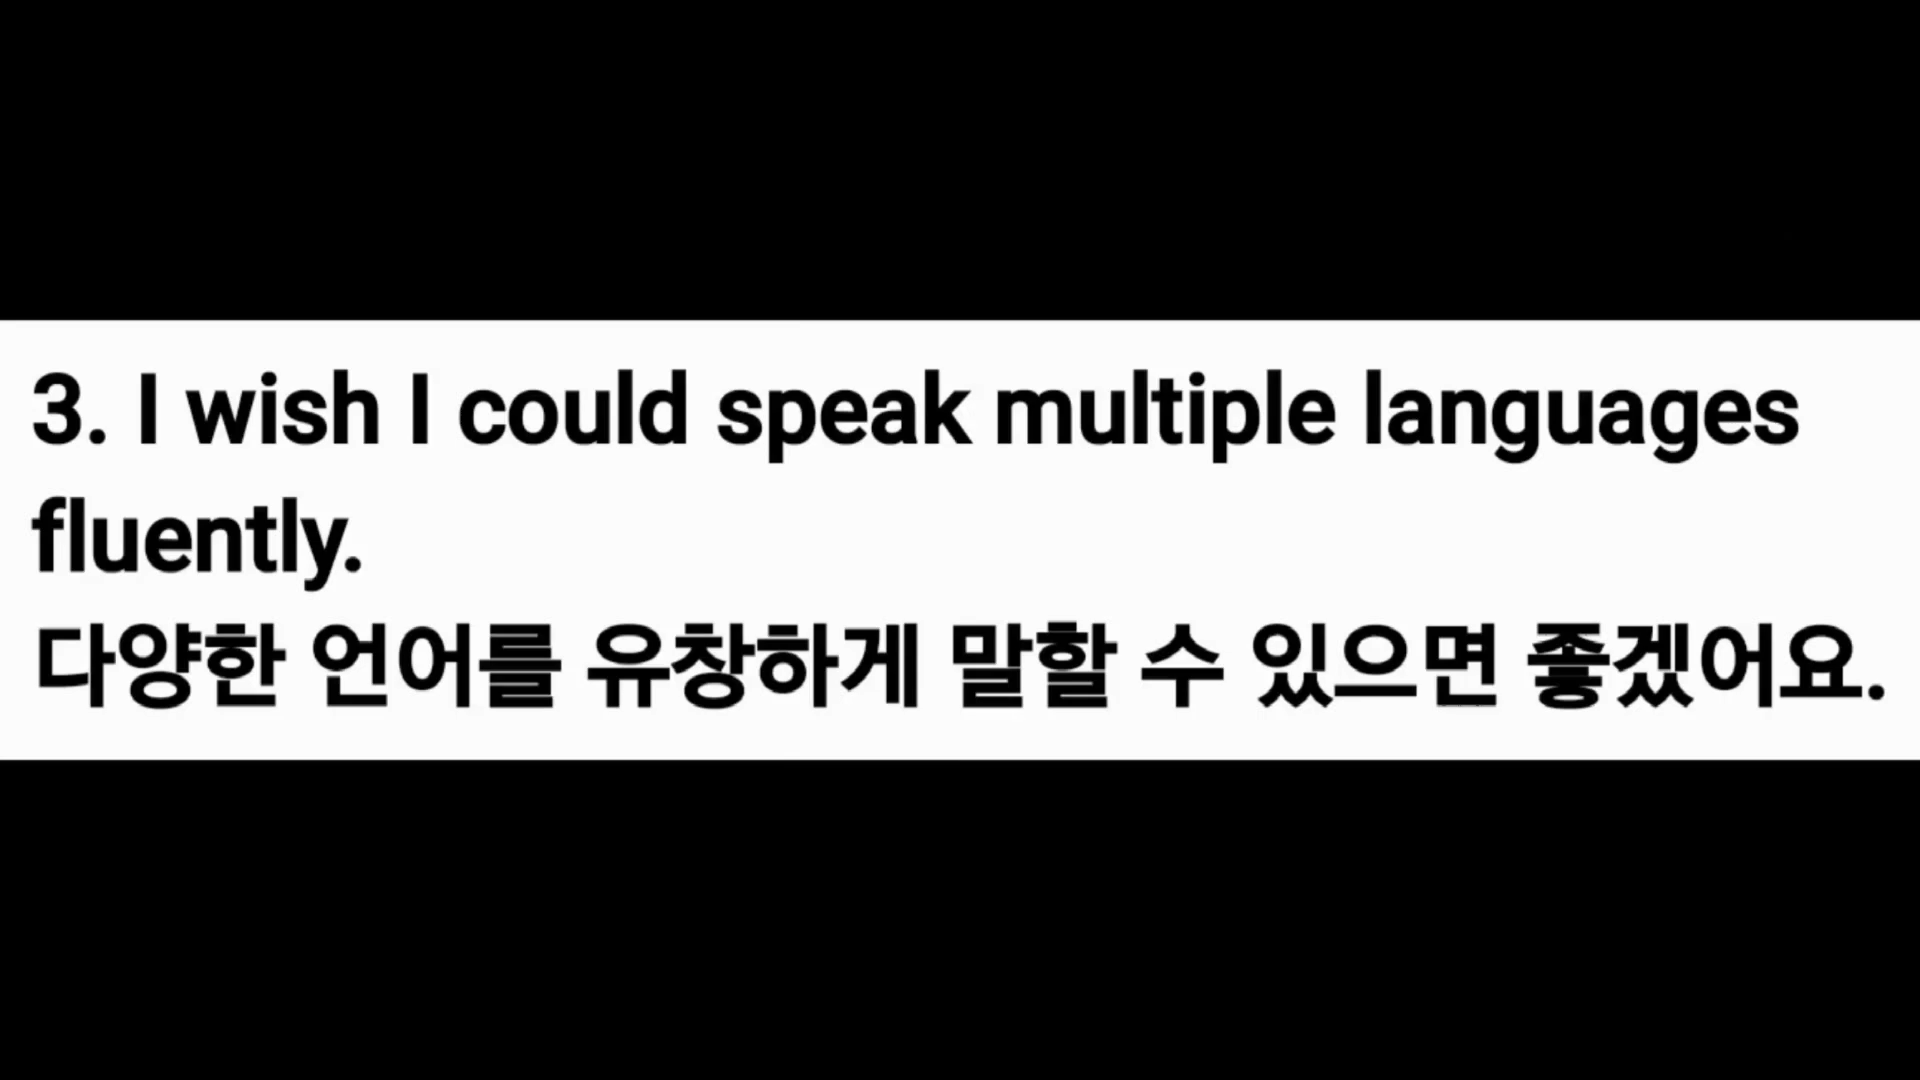 3. I wish I could speak multiple languages
fluently.
다양한 언어를 유창하게 말할 수 있으면 좋겠어요.